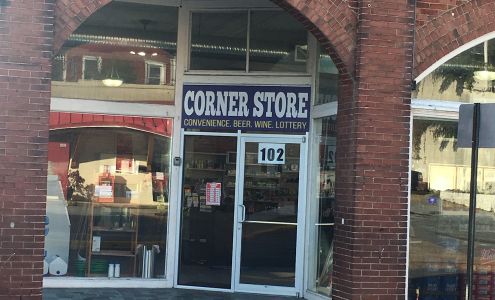 CORNER STORE
CONVENIENCE. BEER. WINE. LOTTERY
102